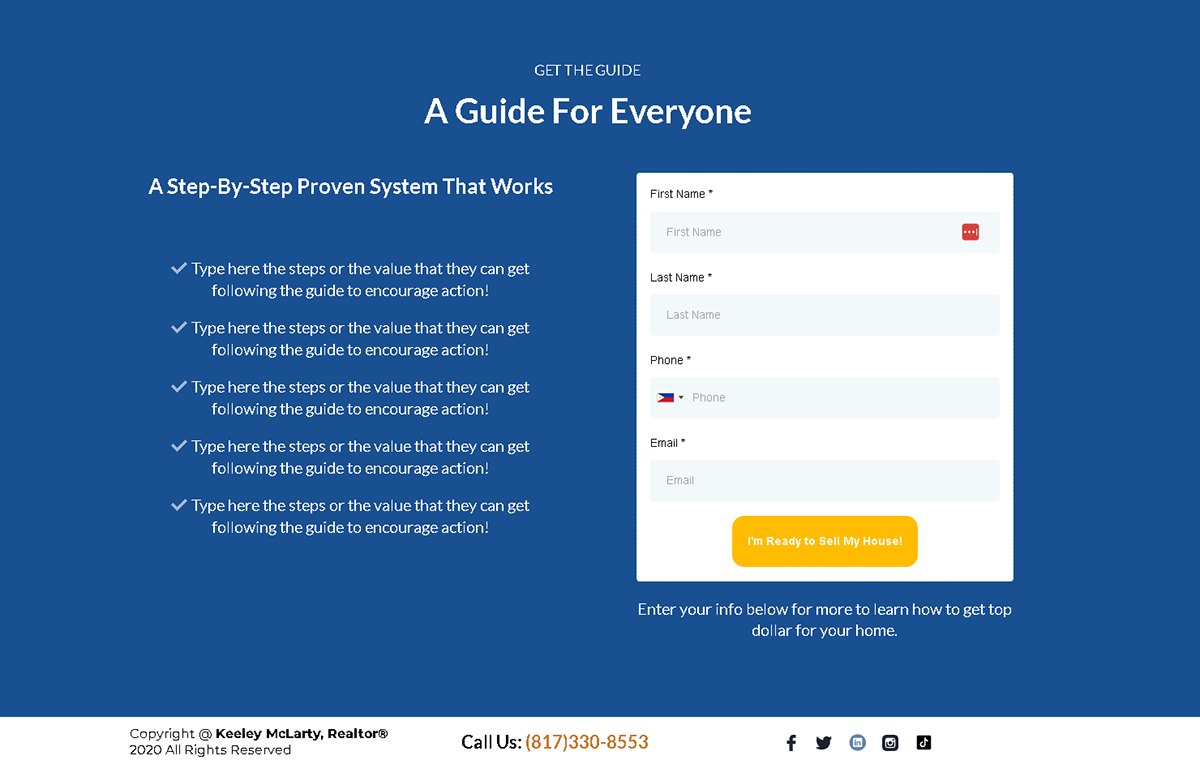 GET THE GUIDE
A Guide For Everyone
A Step-By-Step Proven System That Works
Type here the steps or the value that they can get
following the guide to encourage action!
Type here the steps or the value that they can get
following the guide to encourage action!
Type here the steps or the value that they can get
following the guide to encourage action!
Type here the steps or the value that they can get
following the guide to encourage action!
Type here the steps or the value that they can get
following the guide to encourage action!
First Name *
First Name
Last Name *
Last Name
Phone *
Phone
Email *
Email
I'm Ready to Sell My House!
Enter your info below for more to learn how to get top
dollar for your home.
Copyright @ Keeley McLarty, Realtor®
2020 All Rights Reserved
Call Us: (817)330-8553